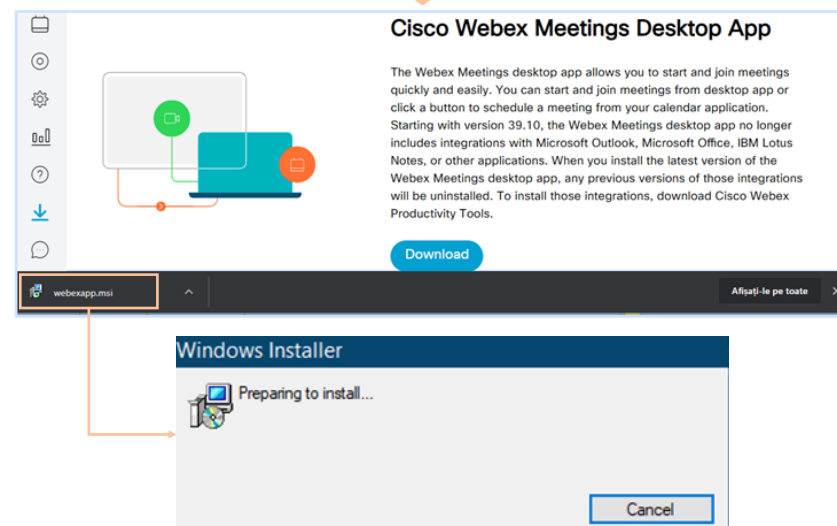 Cisco Webex Meetings Desktop App
The Webex Meetings desktop app allows you to start and join meetings
quickly and easily. You can start and join meetings from desktop app or
click a button to schedule a meeting from your calendar application.
Starting with version 39.10, the Webex Meetings desktop app no longer
includes integrations with Microsoft Outlook, Microsoft Office, IBM Lotus
Notes, or other applications. When you install the latest version of the
Webex Meetings desktop app, any previous versions of those integrations
will be uninstalled. To install those integrations, download Cisco Webex
Productivity Tools.
Download
webexapp.msi
Afișați-le pe toate
Windows Installer
Preparing to install...
Cancel